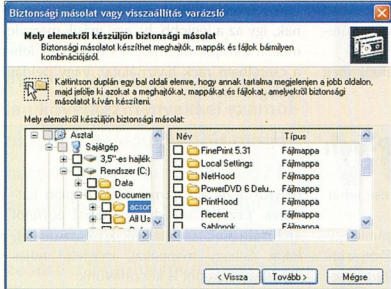 Biztonsági másolat vagy visszaállítás varázsló
Mely elemekről készüljön biztonsági másolat
Biztonsági másolatot készíthet meghajtók, mappák és fájlok bármilyen
kombinációjáról.
Kattintson duplán egy bal oldali elemre, hogy annak tartalma megjelenjen a jobb oldalon,
majd jelölje ki azokat a meghajtókat, mappákat és fájlokat, amelyekről biztonsági
másolatot kíván készíteni.
Mely elemekről készüljön biztonsági másolat:
Asztal
Sajátgép
3,5"-es hajlék
Rendszer (C:)
Data
Documen
acson
All Us
Név Típus
FinePrint 5.31 Fájlmappa
Local Settings Fájlmappa
NetHood Fájlmappa
PowerDVD 6 Delu... Fájlmappa
PrintHood Fájlmappa
Recent Fájlmappa
Sablonok Fájlmappa
< Vissza Tovább > Mégse